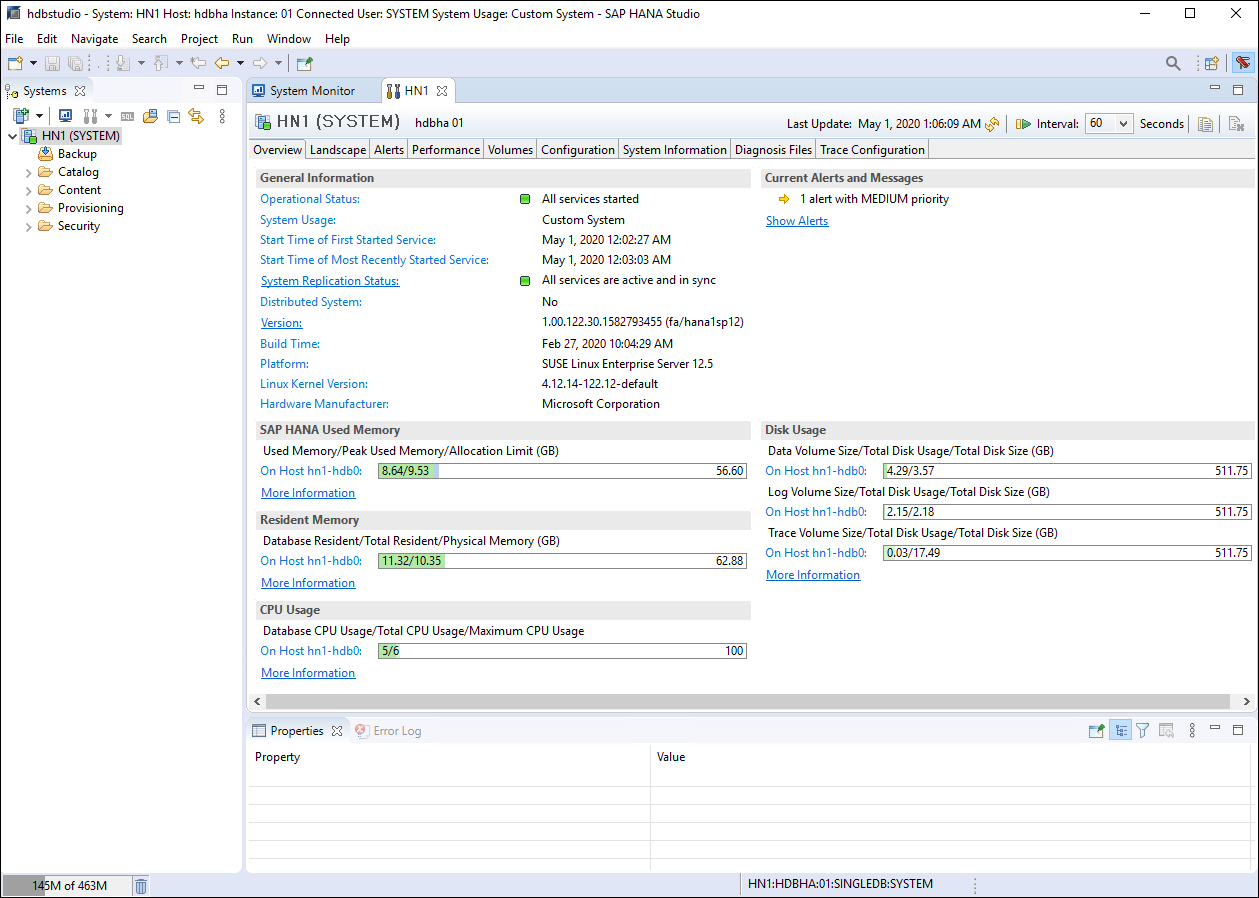 hdbstudio - System: HN1 Host: hdbha Instance: 01 Connected User: SYSTEM System Usage: Custom System - SAP HANA Studio
File Edit Navigate Search Project Run Window Help
Systems
SQL
HN1 (SYSTEM)
Backup
Catalog
Content
Provisioning
Security
System Monitor HN1
HN1 (SYSTEM) hdbha 01 Last Update: May 1, 2020 1:06:09 AM Interval: 60 Seconds
Overview Landscape Alerts Performance Volumes Configuration System Information Diagnosis Files Trace Configuration
General Information
Operational Status: All services started
System Usage: Custom System
Start Time of First Started Service: May 1, 2020 12:02:27 AM
Start Time of Most Recently Started Service: May 1, 2020 12:03:03 AM
System Replication Status: All services are active and in sync
Distributed System: No
Version: 1.00.122.30.1582793455 (fa/hana1sp12)
Build Time: Feb 27, 2020 10:04:29 AM
Platform: SUSE Linux Enterprise Server 12.5
Linux Kernel Version: 4.12.14-122.12-default
Hardware Manufacturer: Microsoft Corporation
Current Alerts and Messages
1 alert with MEDIUM priority
Show Alerts
SAP HANA Used Memory
Used Memory/Peak Used Memory/Allocation Limit (GB)
On Host hn1-hdb0: 8.64/9.53 56.60
More Information
Resident Memory
Database Resident/Total Resident/Physical Memory (GB)
On Host hn1-hdb0: 11.32/10.35 62.88
More Information
CPU Usage
Database CPU Usage/Total CPU Usage/Maximum CPU Usage
On Host hn1-hdb0: 5/6 100
More Information
Disk Usage
Data Volume Size/Total Disk Usage/Total Disk Size (GB)
On Host hn1-hdb0: 4.29/3.57 511.75
Log Volume Size/Total Disk Usage/Total Disk Size (GB)
On Host hn1-hdb0: 2.15/2.18 511.75
Trace Volume Size/Total Disk Usage/Total Disk Size (GB)
On Host hn1-hdb0: 0.03/17.49 511.75
More Information
Properties Error Log
Property Value
145M of 463M HN1:HDBHA:01:SINGLEDB:SYSTEM